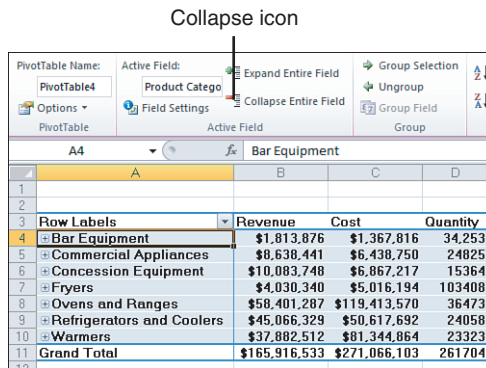 Collapse icon
PivotTable Name: Active Field:
PivotTable4 Product Catego Expand Entire Field Group Selection
Options Field Settings Collapse Entire Field Ungroup
Group Field
PivotTable Active Field Group
A4 fx Bar Equipment
A B C D
1
2
3 Row Labels Revenue Cost Quantity
4 Bar Equipment $1,813,876 $1,367,816 34,253
5 Commercial Appliances $8,638,441 $6,438,750 24825
6 Concession Equipment $10,083,748 $6,867,217 15364
7 Fryers $4,030,340 $5,016,194 103408
8 Ovens and Ranges $58,401,287 $119,413,570 36473
9 Refrigerators and Coolers $45,066,329 $50,617,692 24058
10 Warmers $37,882,512 $81,344,864 23323
11 Grand Total $165,916,533 $271,066,103 261704